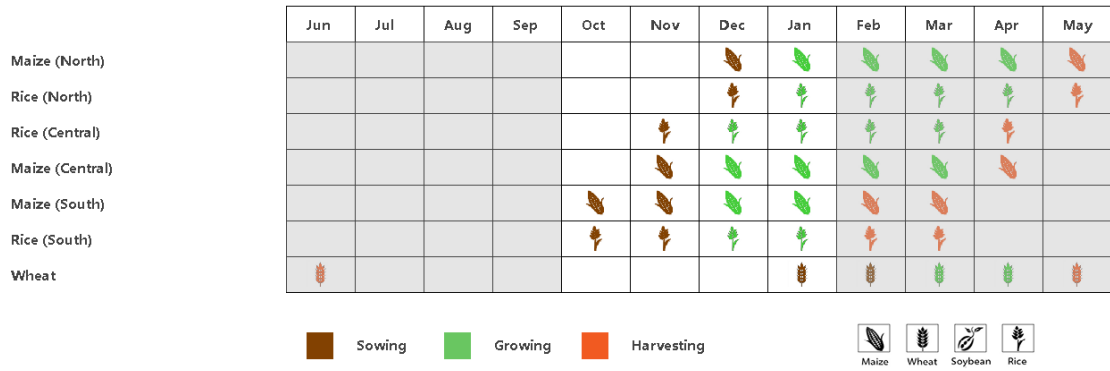 Jun Jul Aug Sep Oct Nov Dec Jan Feb Mar Apr May
Maize (North)
Rice (North)
Rice (Central)
Maize (Central)
Maize (South)
Rice (South)
Wheat
Sowing Growing Harvesting
Maize Wheat Soybean Rice